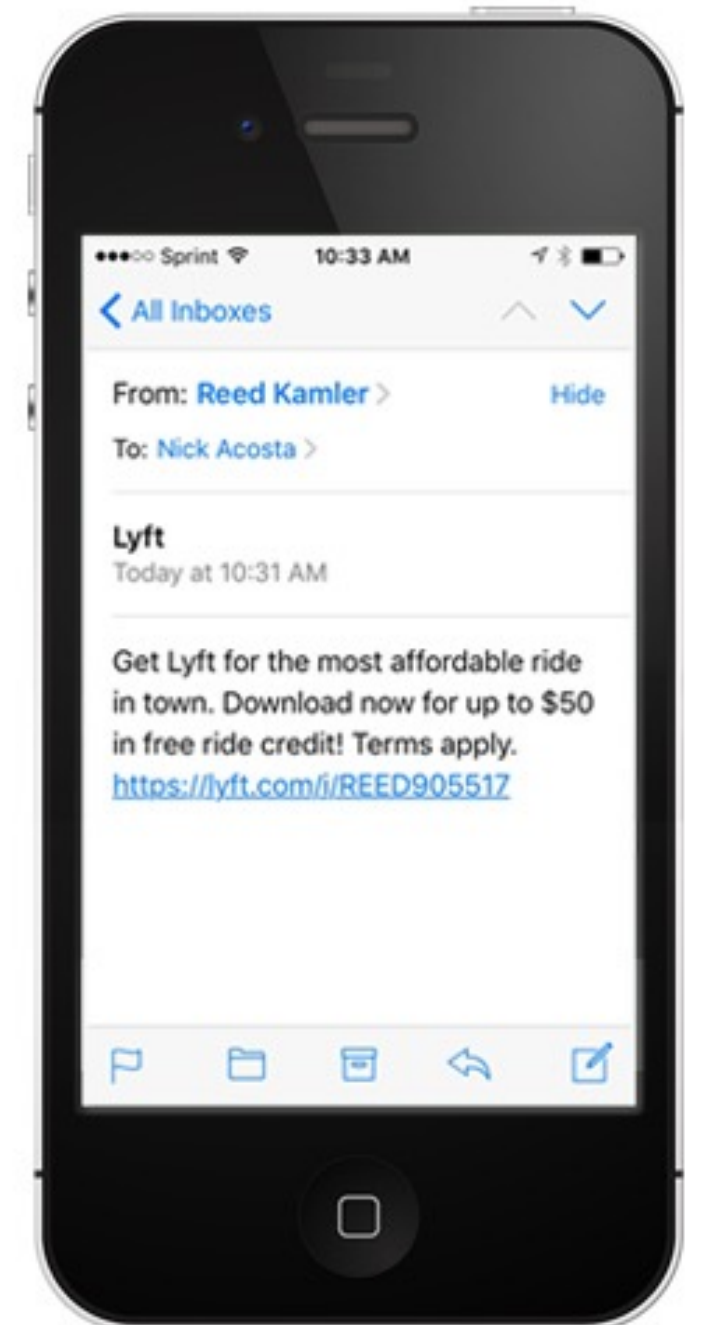 ●●●○○ Sprint 10:33 AM
All Inboxes
From: Reed Kamler > Hide
To: Nick Acosta >
Lyft
Today at 10:31 AM
Get Lyft for the most affordable ride
in town. Download now for up to $50
in free ride credit! Terms apply.
https://lyft.com/i/REED905517